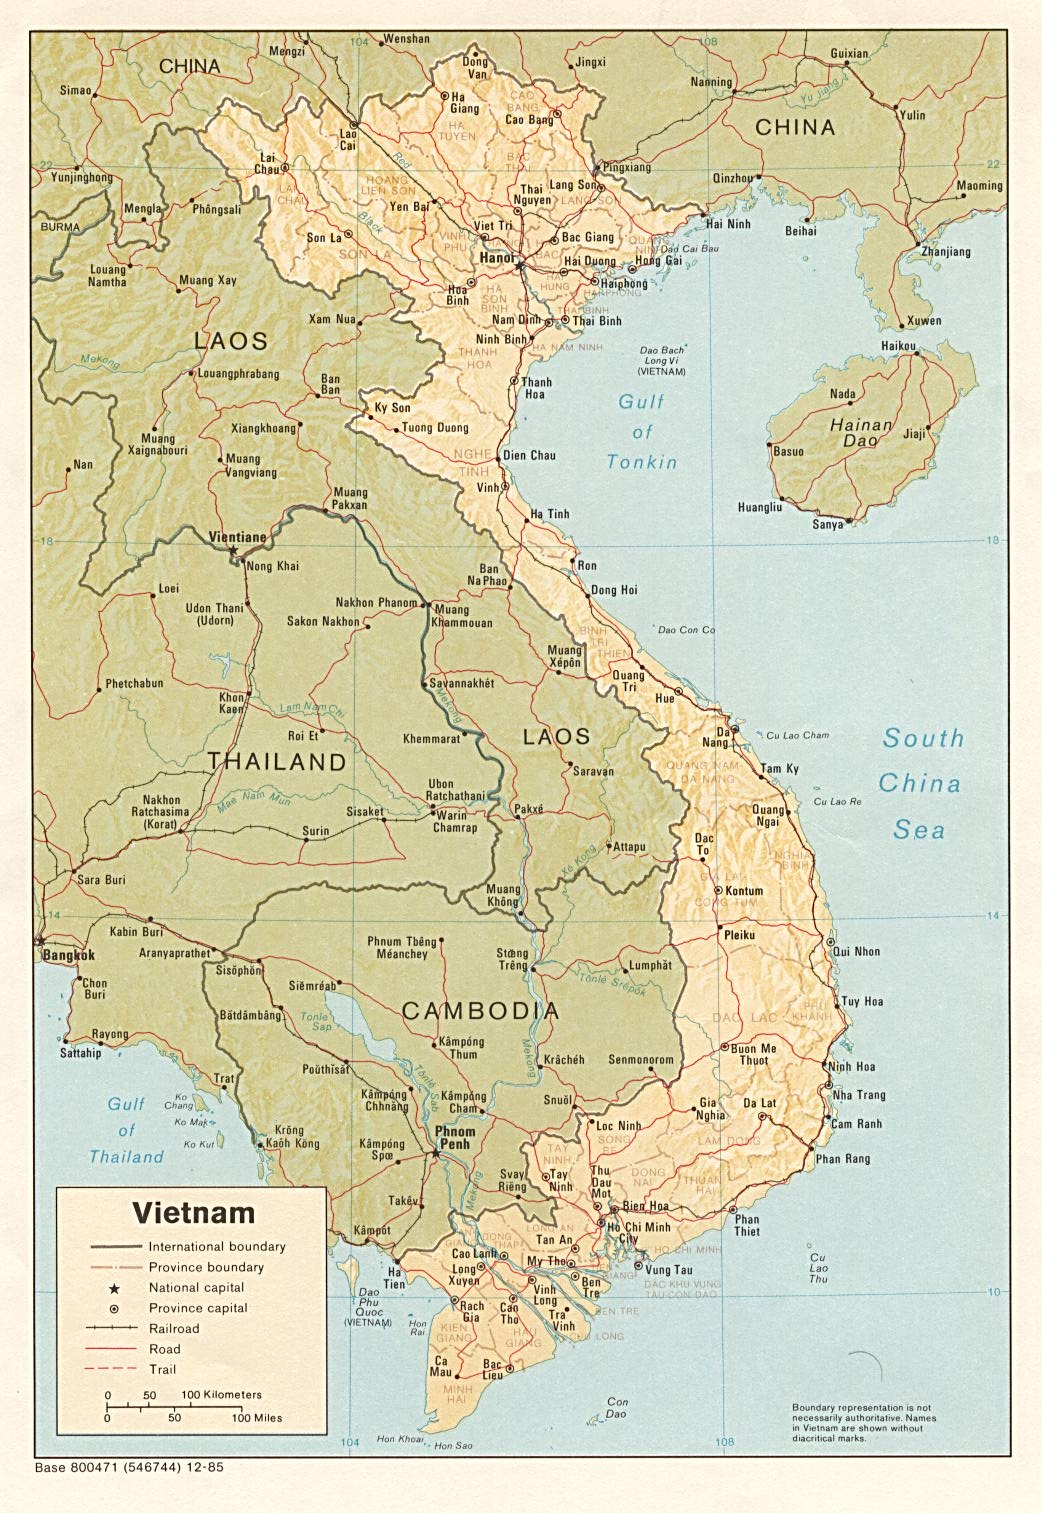 104
Wenshan
108
Mengzi
CHINA
Dong
Van
Jingxi
Guixian
Simao
Ha
Giang
CAO
BANG
Cao Bang
Nanning
Yu Jiang
Yulin
CHINA
HA
TUYEN
Lao
Cai
Red
BAC
THAI
Lai
Chau
22
22
Yunjinghong
Pingxiang
Qinzhou
Maoming
LAI
CHAU
HOANG
LIEN SON
Thai
Nguyen
Lang Son
LANG SON
Mengla
Phôngsali
Yen Bai
Black
Hai Ninh
Beihai
BURMA
Son La
SON LA
VINH
PHU
Viet Tri
Bac Giang
QUANG
NINH
Dad Cai Bau
Zhanjiang
Hanoi
Hai Duong
Hong Gai
Louang
Namtha
Muang Xay
Hoa
Binh
HA
SON
BINH
HAI
HUNG
Haiphong
HAIPHONG
Xam Nua
Nam Dinh
THAI BINH
Thai Binh
Xuwen
LAOS
Ninh Binh
HA NAM NINH
Haikou
Mekong
THANH
HOA
Dao Bach
Long Vi
(VIETNAM)
Louangphrabang
Ban
Ban
Thanh
Hoa
Nada
Gulf
of
Tonkin
Ky Son
Tuong Duong
Hainan
Dao
Jiaji
Muang
Xaignabouri
Xiangkhoang
Basuo
Nan
Muang
Vangviang
NGHE
TINH
Dien Chau
Vinh
Muang
Pakxan
Huangliu
Sanya
Ha Tinh
18
18
Vientiane
Nong Khai
Ban
Na Phao
Ron
Loei
Dong Hoi
Udon Thani
(Udorn)
Nakhon Phanom
Muang
Khammouan
Sakon Nakhon
BINH
TRI
THIEN
Dao Con Co
Muang
Xépôn
Phetchabun
Savannakhét
Mekong
Quang
Tri
Hue
Khon
Kaen
Lam Nam Chi
Roi Et
Khemmarat
LAOS
Da
Nang
Cu Lao Cham
South
China
Sea
THAILAND
Saravan
QUANG NAM-
DA NANG
Tam Ky
Ubon
Ratchathani
Nakhon
Ratchasima
(Korat)
Mae Nam Mun
Sisaket
Warin
Chamrap
Pakxé
Quang
Ngai
Cu Lao Re
Surin
Dac
To
Attapu
Xé Kong
NGHIA
BINH
Sara Buri
GIA LAI-
CONG TUM
Kontum
Muang
Không
14
14
Kabin Buri
Pleiku
Bangkok
Aranyaprathet
Phnum Tbêng
Méanchey
Stœng
Trêng
Qui Nhon
Sisŏphŏn
Lumphăt
Chon
Buri
Siĕmréab
Tônlé Srêpôk
Bătdâmbâng
Tonle
Sap
CAMBODIA
DAC LAC
PHU
KHANH
Tuy Hoa
Rayong
Sattahip
Kâmpóng
Thum
Mekong
Krâchéh
Senmonorom
Buon Me
Thuot
Poŭthĭsăt
Tônlé Sab
Ninh Hoa
Trat
Nha Trang
Gulf
of
Thailand
Ko
Chang
Ko Mak
Ko Kut
Kâmpóng
Chhnăng
Kâmpóng
Cham
Snuŏl
Gia
Nghia
Da Lat
Cam Ranh
Krŏng
Kaôh Kŏng
Phnom
Penh
Loc Ninh
SONG
BE
LAM DONG
Phan Rang
Kâmpóng
Spœ
TAY
NINH
Tay
Ninh
Thu
Dau
Mot
DONG
NAI
THUAN
HAI
Svay
Riĕng
Mekong
Takêv
Bien Hoa
Phan
Thiet
Kâmpôt
LONG AN
Ho Chi Minh
City
HO CHI MINH
DONG
THAP
Tan An
Cao Lanh
Ha
Tien
Long
Xuyen
My Tho
Vung Tau
Cu
Lao
Thu
DAC KHU VUNG
TAU-CON DAO
Ben
Tre
Vinh
Long
BEN TRE
Dao
Phu
Quoc
(VIETNAM)
10
Hon
Rai
Rach
Gia
Can
Tho
Tra
Vinh
KIEN
GIANG
HAU
GIANG
CUU LONG
Ca
Mau
Bac
Lieu
MINH
HAI
Con
Dao
Hon Khoai
Hon Sao
104
108
Vietnam
International boundary
Province boundary
National capital
Province capital
Railroad
Road
Trail
0 50 100 Kilometers
0 50 100 Miles
Boundary representation is not
necessarily authoritative. Names
in Vietnam are shown without
diacritical marks.
Base 800471 (546744) 12-85